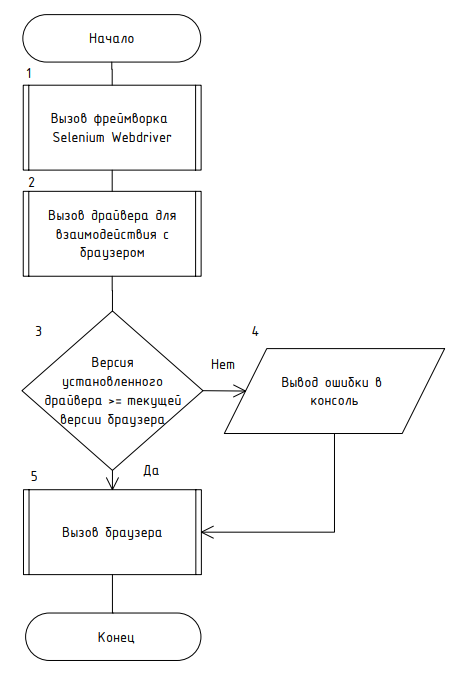 Начало
1
Вызов фреймворка
Selenium Webdriver
2
Вызов драйвера для
взаимодействия с
браузером
3
Версия
установленного
драйвера >= текущей
версии браузера
Нет
4
Вывод ошибки в
консоль
Да
5
Вызов браузера
Конец